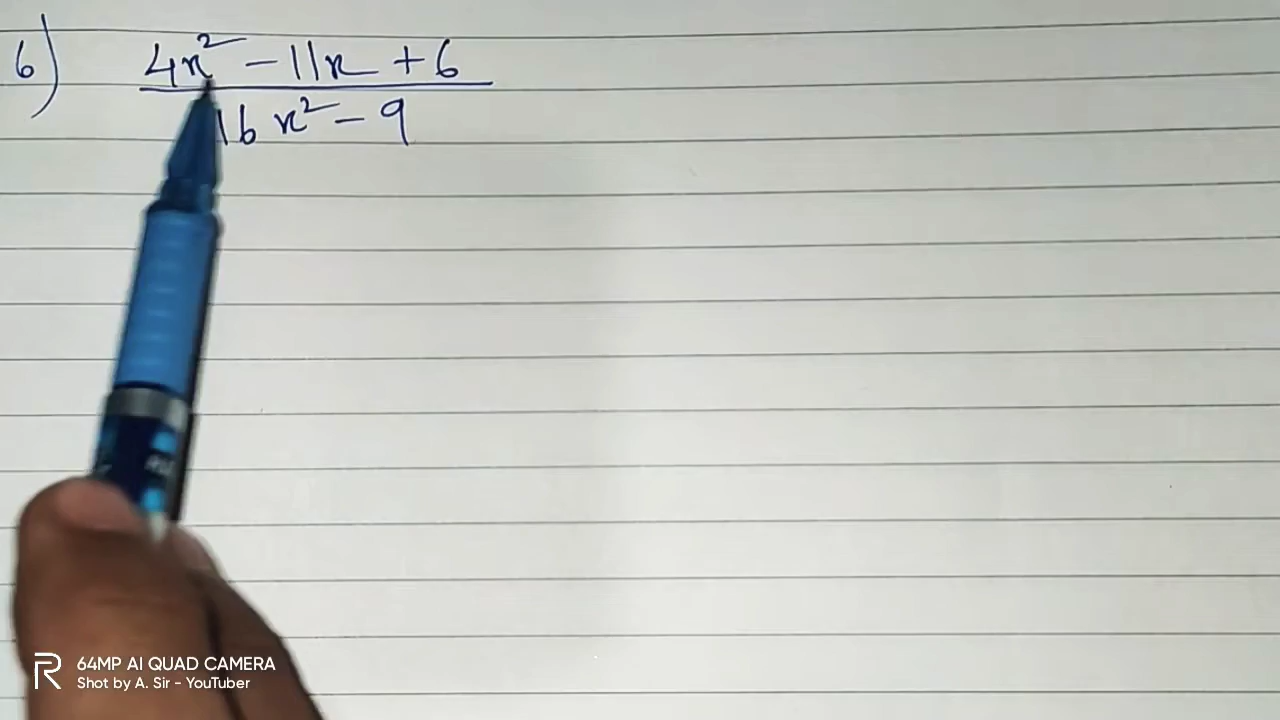 6) 4x² - 11x + 6
16x² - 9
64MP AI QUAD CAMERA
Shot by A. Sir - YouTuber